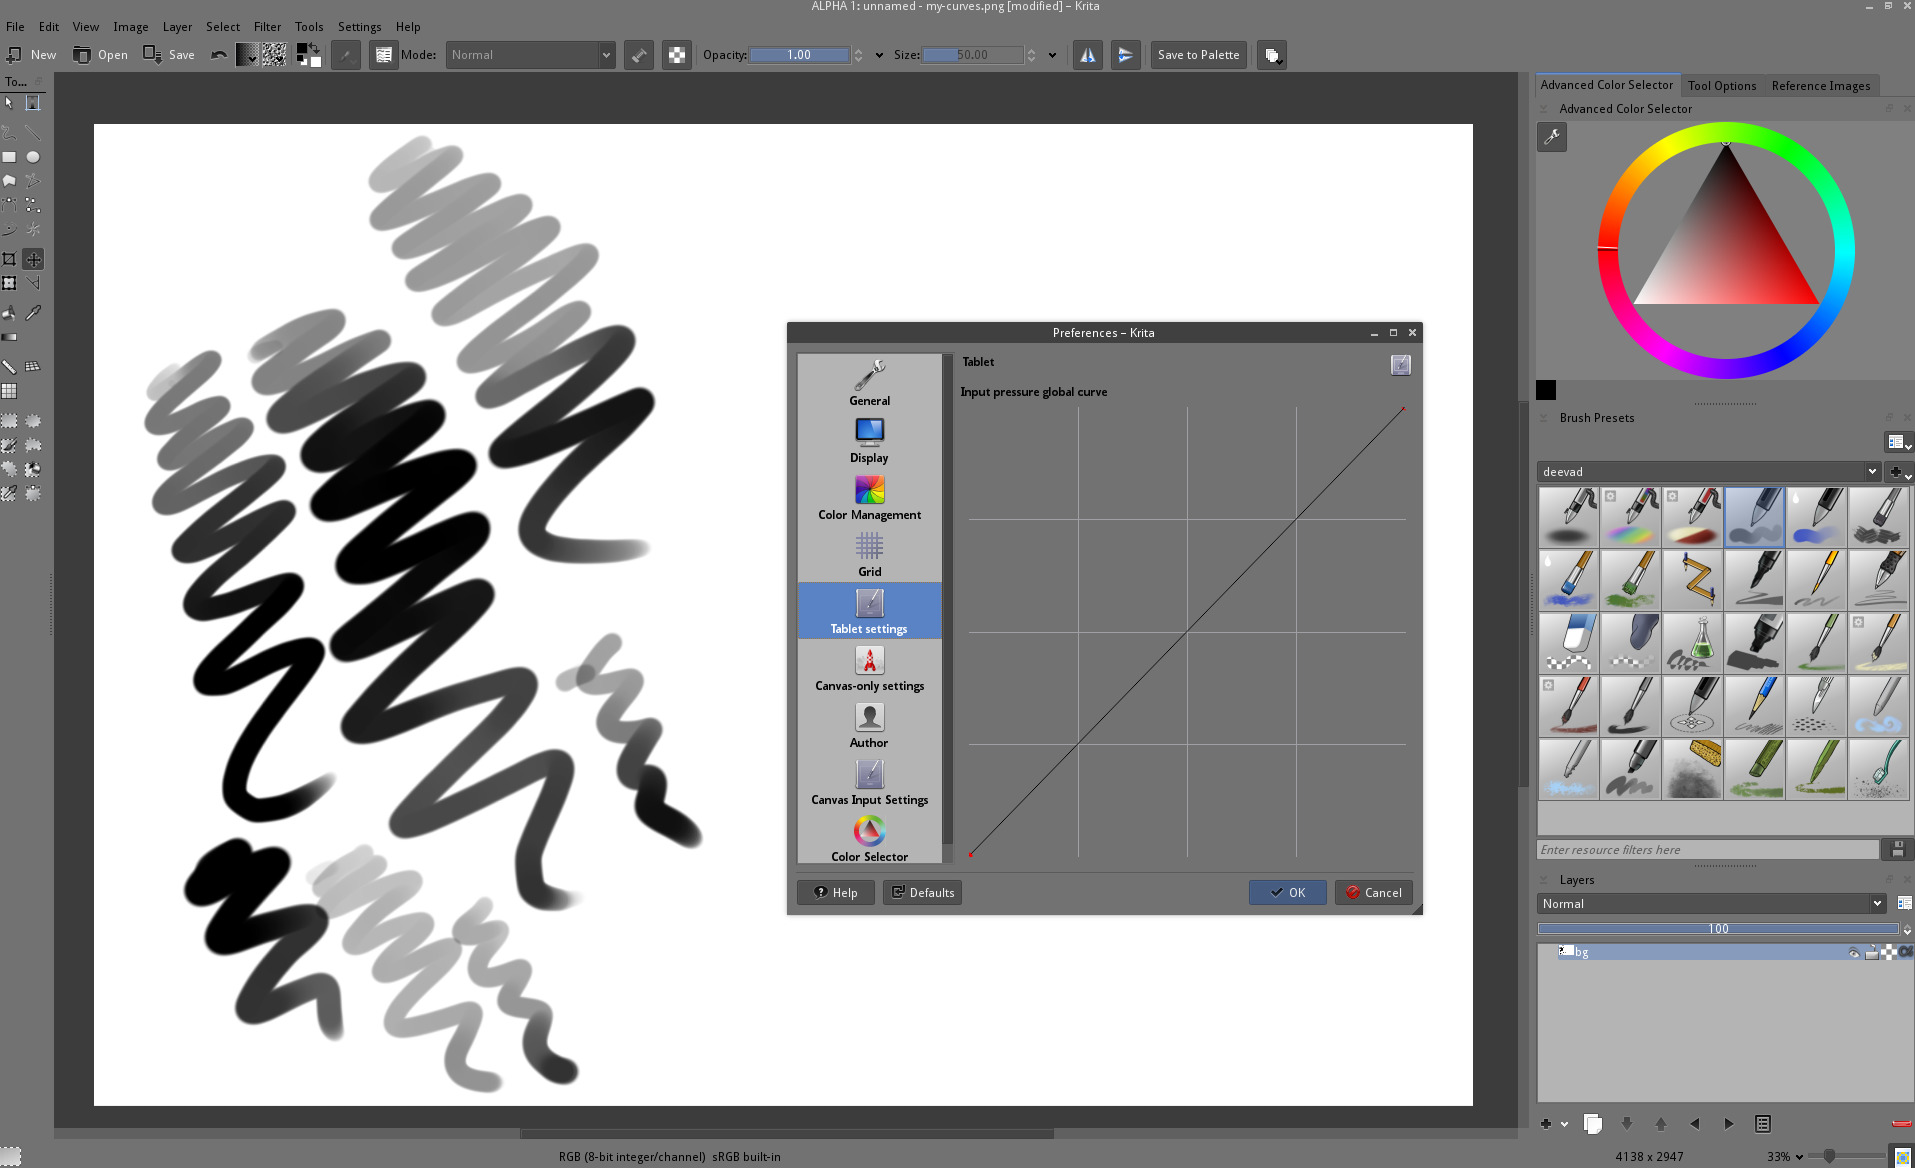 ALPHA 1: unnamed - my-curves.png [modified] – Krita
File Edit View Image Layer Select Filter Tools Settings Help
New Open Save Mode: Normal Opacity: 1.00 Size: 50.00 Save to Palette
To...
Advanced Color Selector Tool Options Reference Images
Advanced Color Selector
Preferences – Krita
General
Display
Color Management
Grid
Tablet settings
Canvas-only settings
Author
Canvas Input Settings
Color Selector
Tablet
Input pressure global curve
Help Defaults OK Cancel
Brush Presets
deevad
Enter resource filters here
Layers
Normal
100
bg
RGB (8-bit integer/channel) sRGB built-in
4138 x 2947
33%